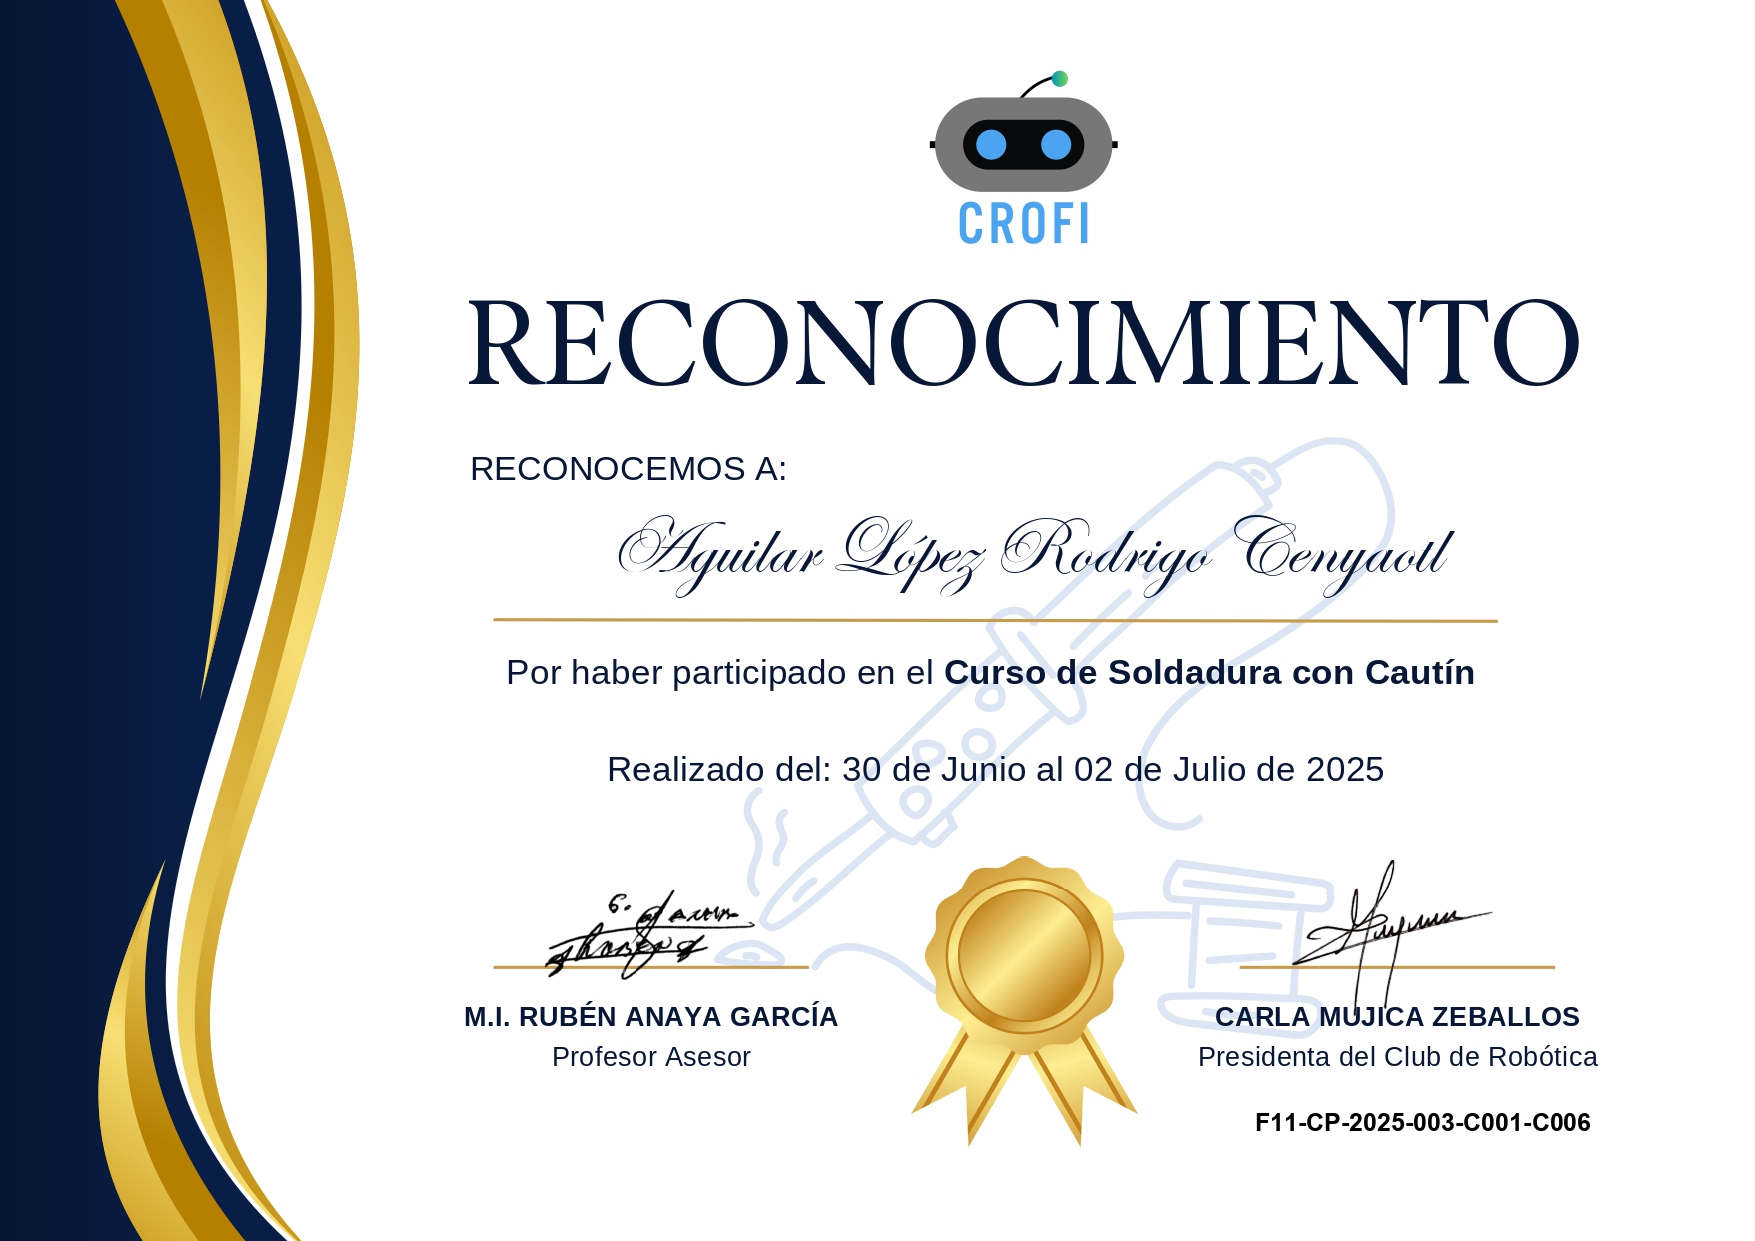 CROFI
RECONOCIMIENTO
RECONOCEMOS A:
Aguilar López Rodrigo Cenyaotl
Por haber participado en el Curso de Soldadura con Cautín
Realizado del: 30 de Junio al 02 de Julio de 2025
M.I. RUBÉN ANAYA GARCÍA
Profesor Asesor
CARLA MUJICA ZEBALLOS
Presidenta del Club de Robótica
F11-CP-2025-003-C001-C006